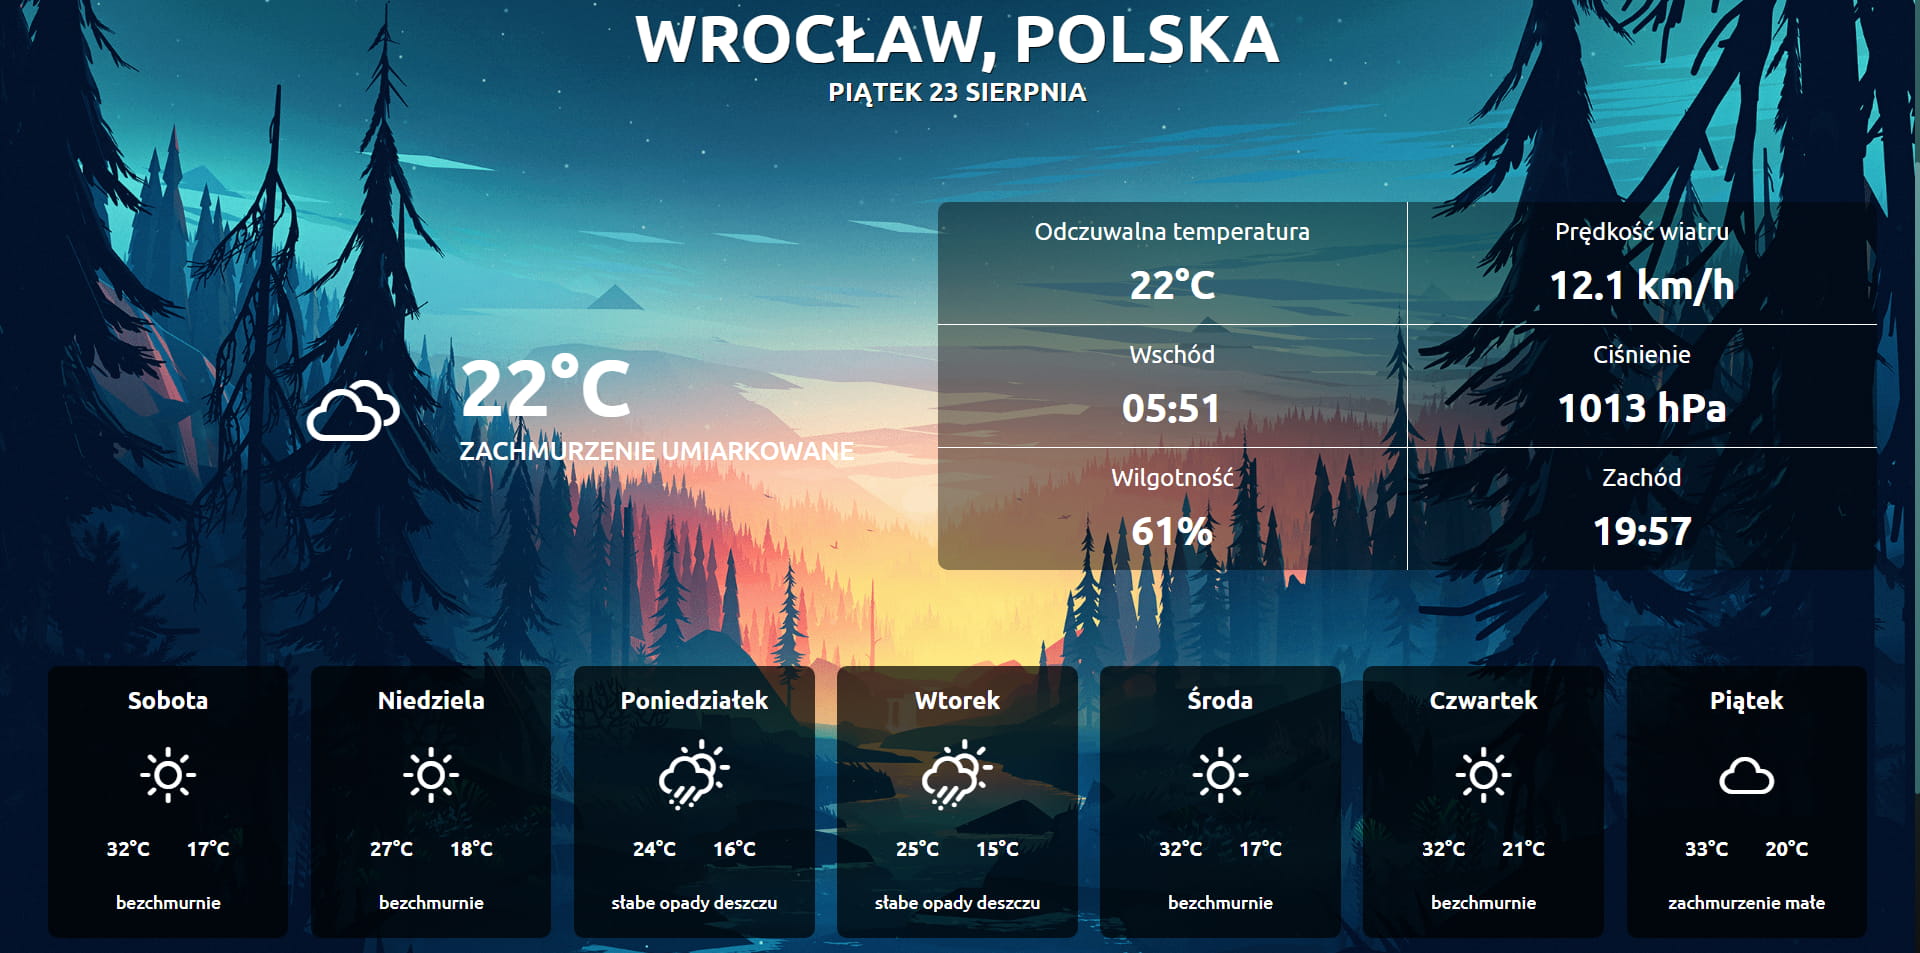 WROCŁAW, POLSKA
PIĄTEK 23 SIERPNIA
22°C
ZACHMURZENIE UMIARKOWANE
Odczuwalna temperatura
22°C
Prędkość wiatru
12.1 km/h
Wschód
05:51
Ciśnienie
1013 hPa
Wilgotność
61%
Zachód
19:57
Sobota
32°C 17°C
bezchmurnie
Niedziela
27°C 18°C
bezchmurnie
Poniedziałek
24°C 16°C
słabe opady deszczu
Wtorek
25°C 15°C
słabe opady deszczu
Środa
32°C 17°C
bezchmurnie
Czwartek
32°C 21°C
bezchmurnie
Piątek
33°C 20°C
zachmurzenie małe